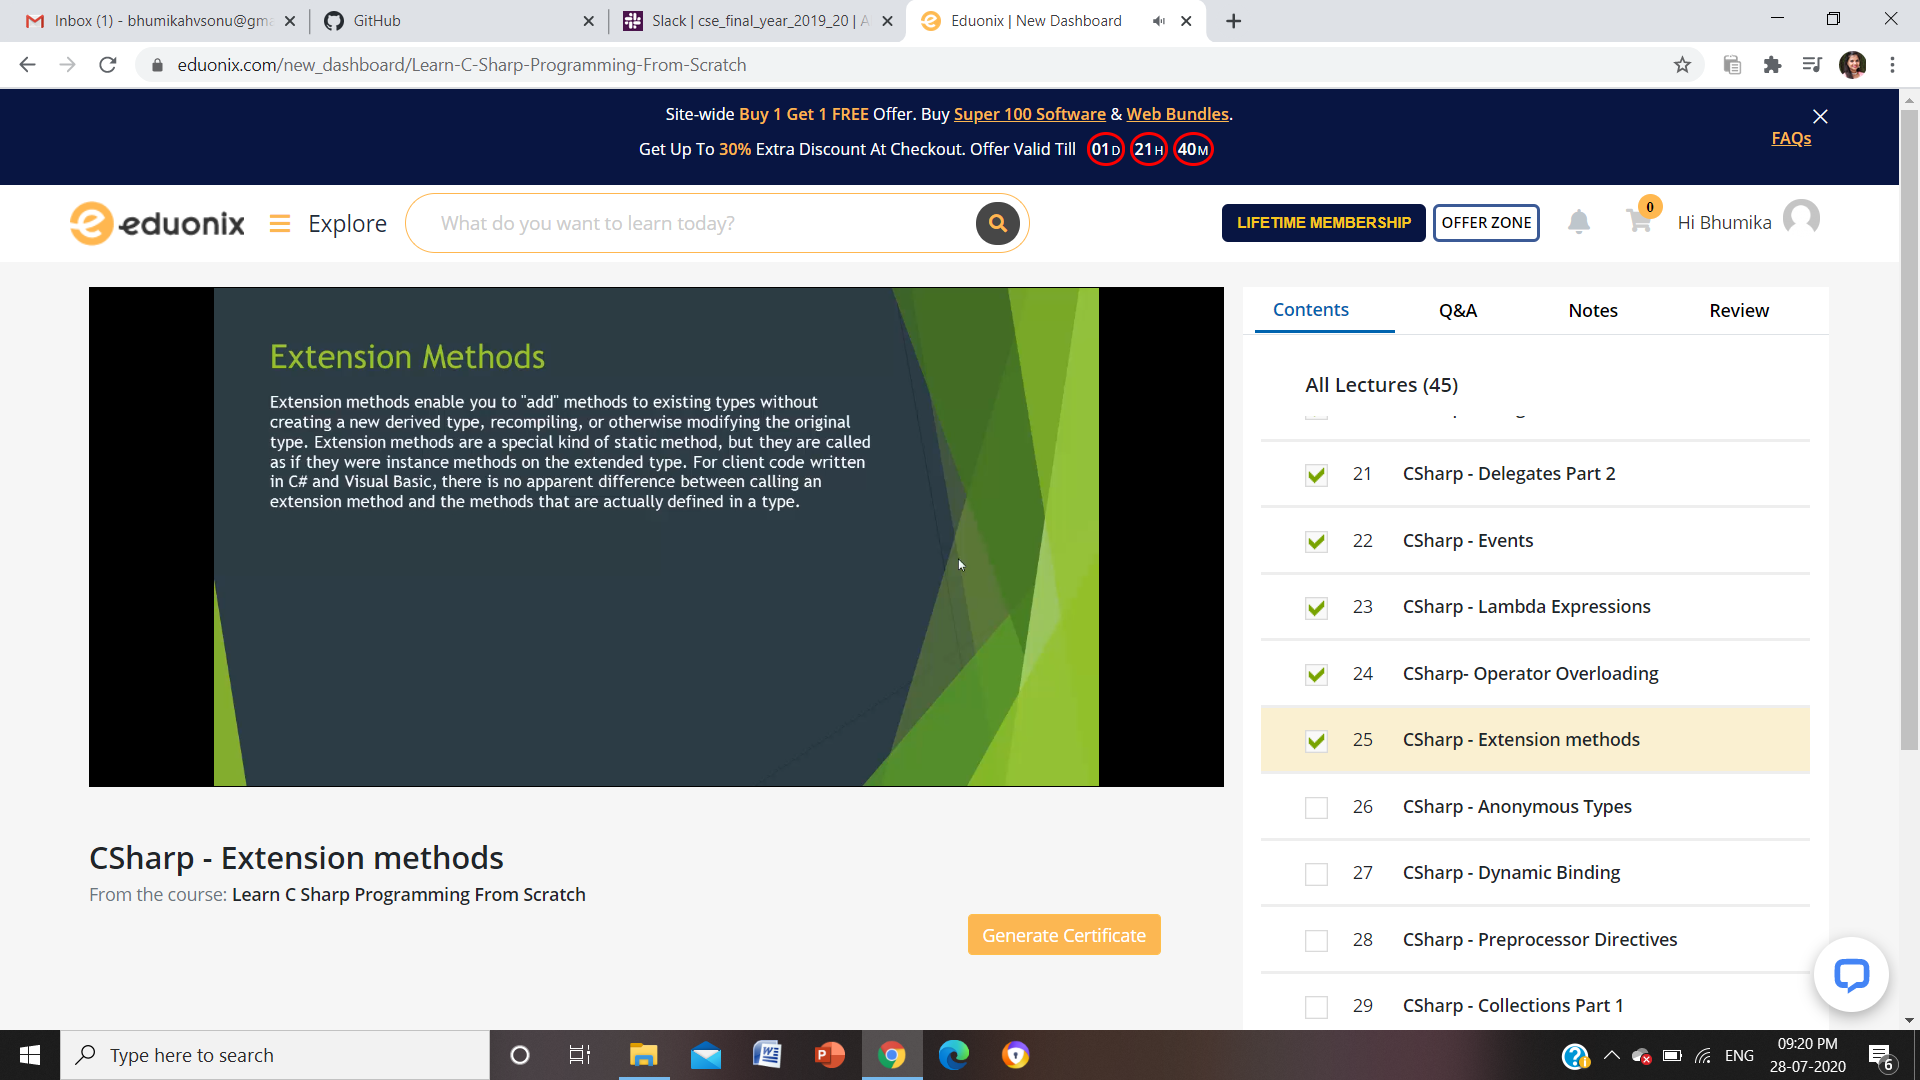 Inbox (1) - bhumikahvsonu@gma
GitHub
Slack | cse_final_year_2019_20 | A
Eduonix | New Dashboard
eduonix.com/new_dashboard/Learn-C-Sharp-Programming-From-Scratch
Site-wide Buy 1 Get 1 FREE Offer. Buy Super 100 Software & Web Bundles.
Get Up To 30% Extra Discount At Checkout. Offer Valid Till 01D 21H 40M
FAQs
eduonix
Explore
What do you want to learn today?
LIFETIME MEMBERSHIP
OFFER ZONE
0
Hi Bhumika
Extension Methods
Extension methods enable you to "add" methods to existing types without
creating a new derived type, recompiling, or otherwise modifying the original
type. Extension methods are a special kind of static method, but they are called
as if they were instance methods on the extended type. For client code written
in C# and Visual Basic, there is no apparent difference between calling an
extension method and the methods that are actually defined in a type.
CSharp - Extension methods
From the course: Learn C Sharp Programming From Scratch
Generate Certificate
Contents
Q&A
Notes
Review
All Lectures (45)
21 CSharp - Delegates Part 2
22 CSharp - Events
23 CSharp - Lambda Expressions
24 CSharp- Operator Overloading
25 CSharp - Extension methods
26 CSharp - Anonymous Types
27 CSharp - Dynamic Binding
28 CSharp - Preprocessor Directives
29 CSharp - Collections Part 1
Type here to search
ENG
09:20 PM
28-07-2020
6